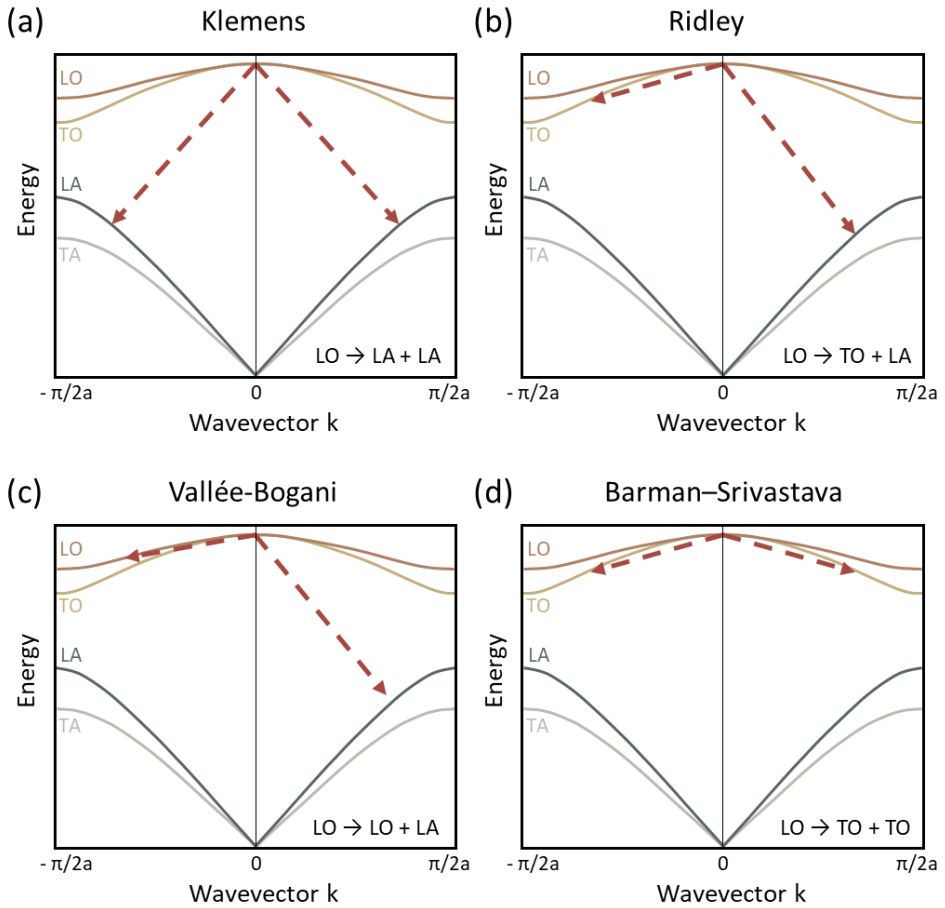 (a) Klemens
LO
TO
LA
TA
Energy
LO → LA + LA
- π/2a 0 π/2a
Wavevector k
(b) Ridley
LO
TO
LA
TA
Energy
LO → TO + LA
- π/2a 0 π/2a
Wavevector k
(c) Vallée-Bogani
LO
TO
LA
TA
Energy
LO → LO + LA
- π/2a 0 π/2a
Wavevector k
(d) Barman–Srivastava
LO
TO
LA
TA
Energy
LO → TO + TO
- π/2a 0 π/2a
Wavevector k